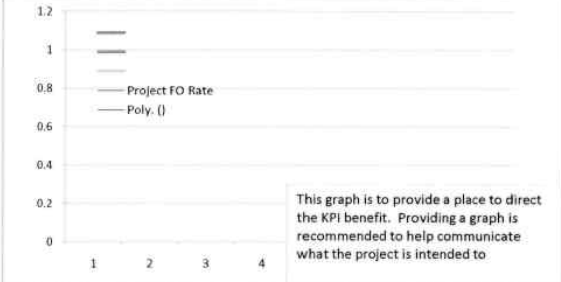 1.2
1
0.8
Project FO Rate
Poly. ()
0.6
0.4
0.2
0
1 2 3 4
This graph is to provide a place to direct
the KPI benefit. Providing a graph is
recommended to help communicate
what the project is intended to